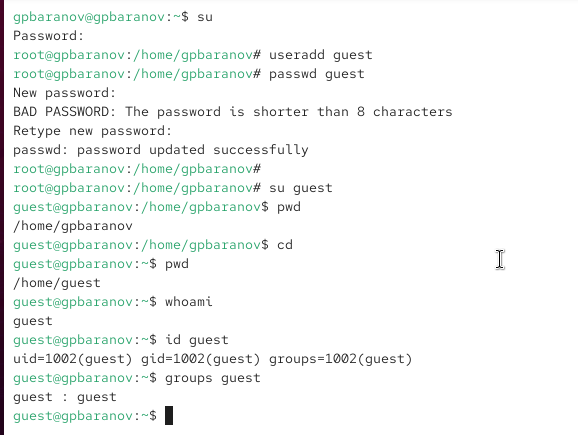 gpbaranov@gpbaranov:~$ su
Password:
root@gpbaranov:/home/gpbaranov# useradd guest
root@gpbaranov:/home/gpbaranov# passwd guest
New password:
BAD PASSWORD: The password is shorter than 8 characters
Retype new password:
passwd: password updated successfully
root@gpbaranov:/home/gpbaranov#
root@gpbaranov:/home/gpbaranov# su guest
guest@gpbaranov:/home/gpbaranov$ pwd
/home/gpbaranov
guest@gpbaranov:/home/gpbaranov$ cd
guest@gpbaranov:~$ pwd
/home/guest
guest@gpbaranov:~$ whoami
guest
guest@gpbaranov:~$ id guest
uid=1002(guest) gid=1002(guest) groups=1002(guest)
guest@gpbaranov:~$ groups guest
guest : guest
guest@gpbaranov:~$